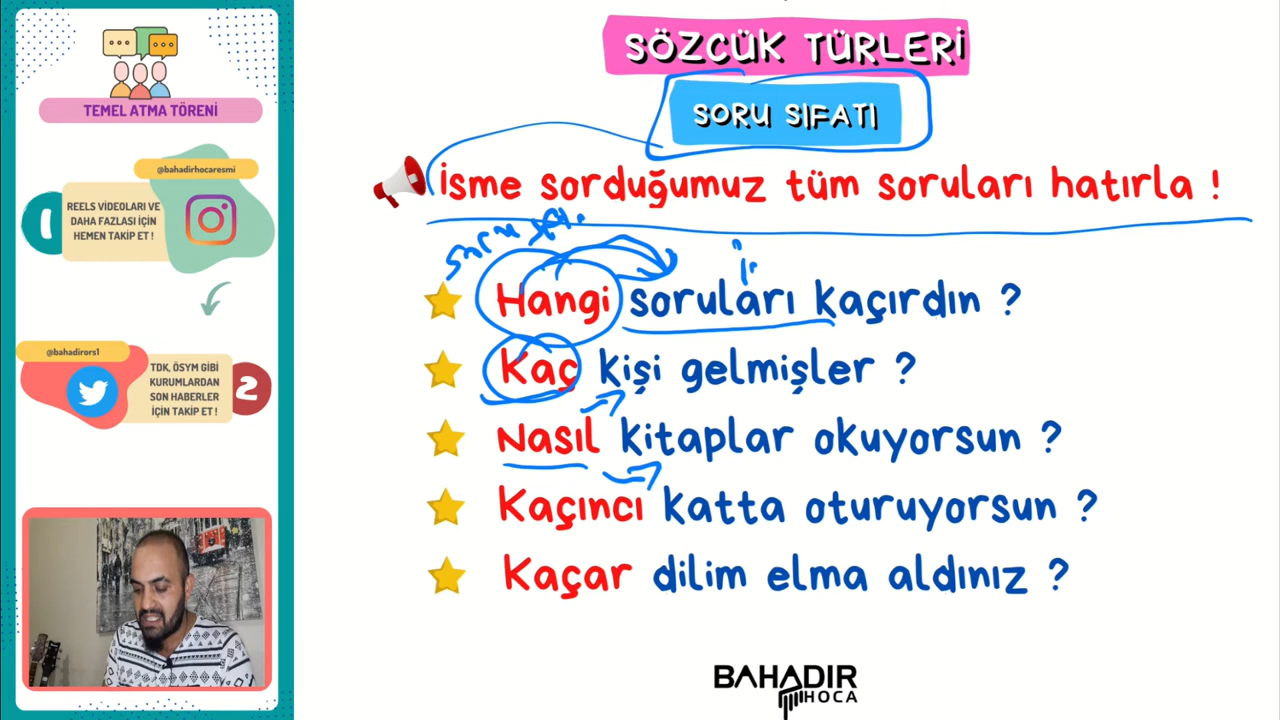 TEMEL ATMA TÖRENİ
@bahadirhocaresmi
1
REELS VİDEOLARI VE
DAHA FAZLASI İÇİN
HEMEN TAKİP ET !
@bahadirors1
TDK, ÖSYM GİBİ
KURUMLARDAN
SON HABERLER
İÇİN TAKİP ET !
2
SÖZCÜK TÜRLERİ
SORU SIFATI
İsme sorduğumuz tüm soruları hatırla !
soru sf.
Hangi soruları kaçırdın ?
Kaç kişi gelmişler ?
Nasıl kitaplar okuyorsun ?
Kaçıncı katta oturuyorsun ?
Kaçar dilim elma aldınız ?
BAHADIR
HOCA